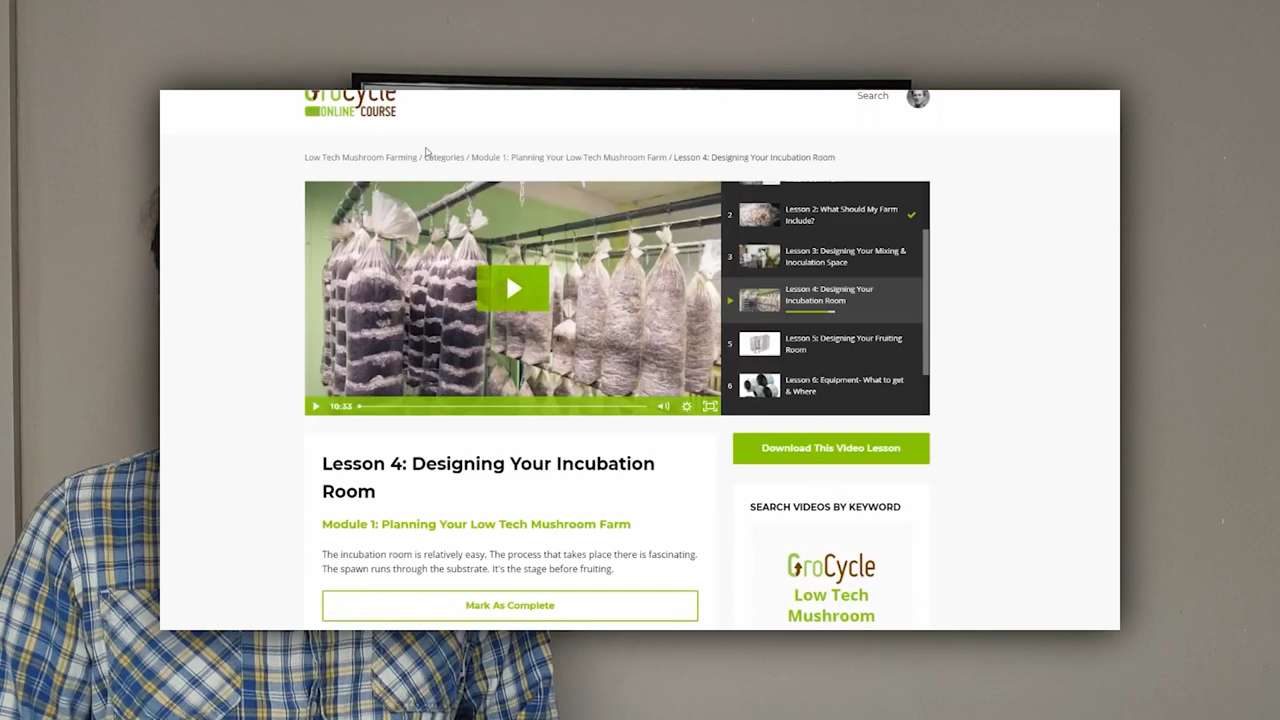 GroCycle
ONLINE COURSE
Search
Low Tech Mushroom Farming / Categories / Module 1: Planning Your Low Tech Mushroom Farm / Lesson 4: Designing Your Incubation Room
2
Lesson 2: What Should My Farm
Include?
3
Lesson 3: Designing Your Mixing &
Inoculation Space
Lesson 4: Designing Your
Incubation Room
5
Lesson 5: Designing Your Fruiting
Room
6
Lesson 6: Equipment- What to get
& Where
10:33
Download This Video Lesson
Lesson 4: Designing Your Incubation
Room
Module 1: Planning Your Low Tech Mushroom Farm
The incubation room is relatively easy. The process that takes place there is fascinating.
The spawn runs through the substrate. It's the stage before fruiting.
Mark As Complete
SEARCH VIDEOS BY KEYWORD
GroCycle
Low Tech
Mushroom